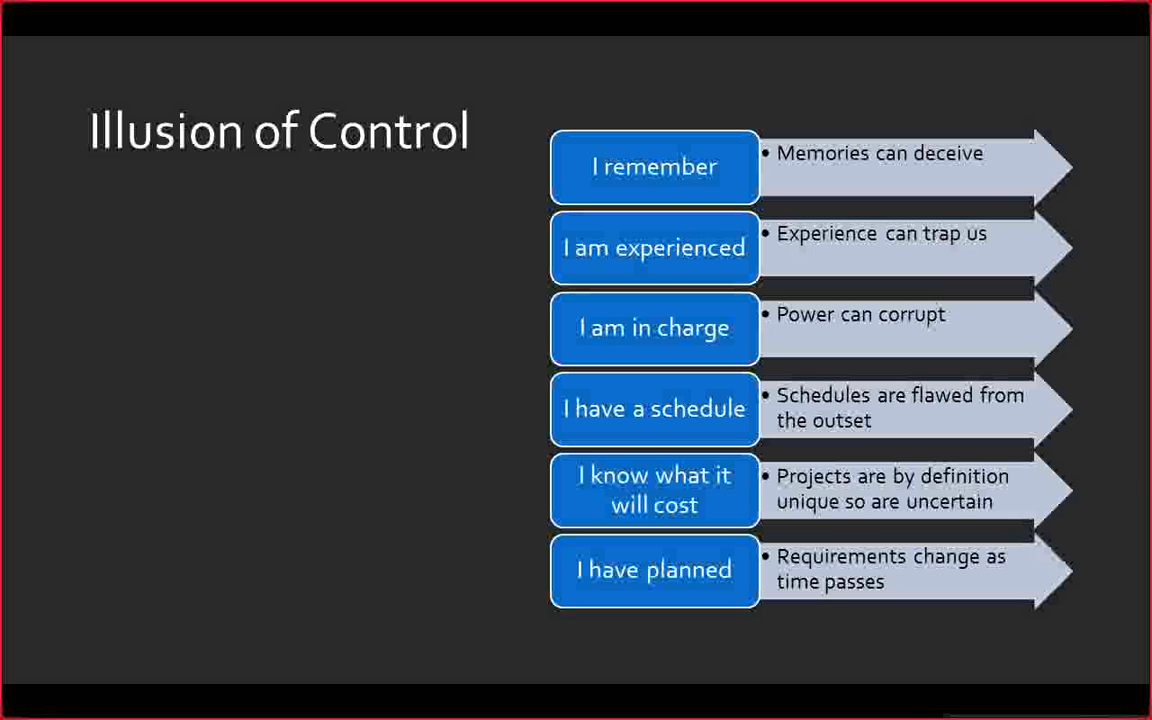 Illusion of Control
I remember
• Memories can deceive
I am experienced
• Experience can trap us
I am in charge
• Power can corrupt
I have a schedule
• Schedules are flawed from
the outset
I know what it
will cost
• Projects are by definition
unique so are uncertain
I have planned
• Requirements change as
time passes